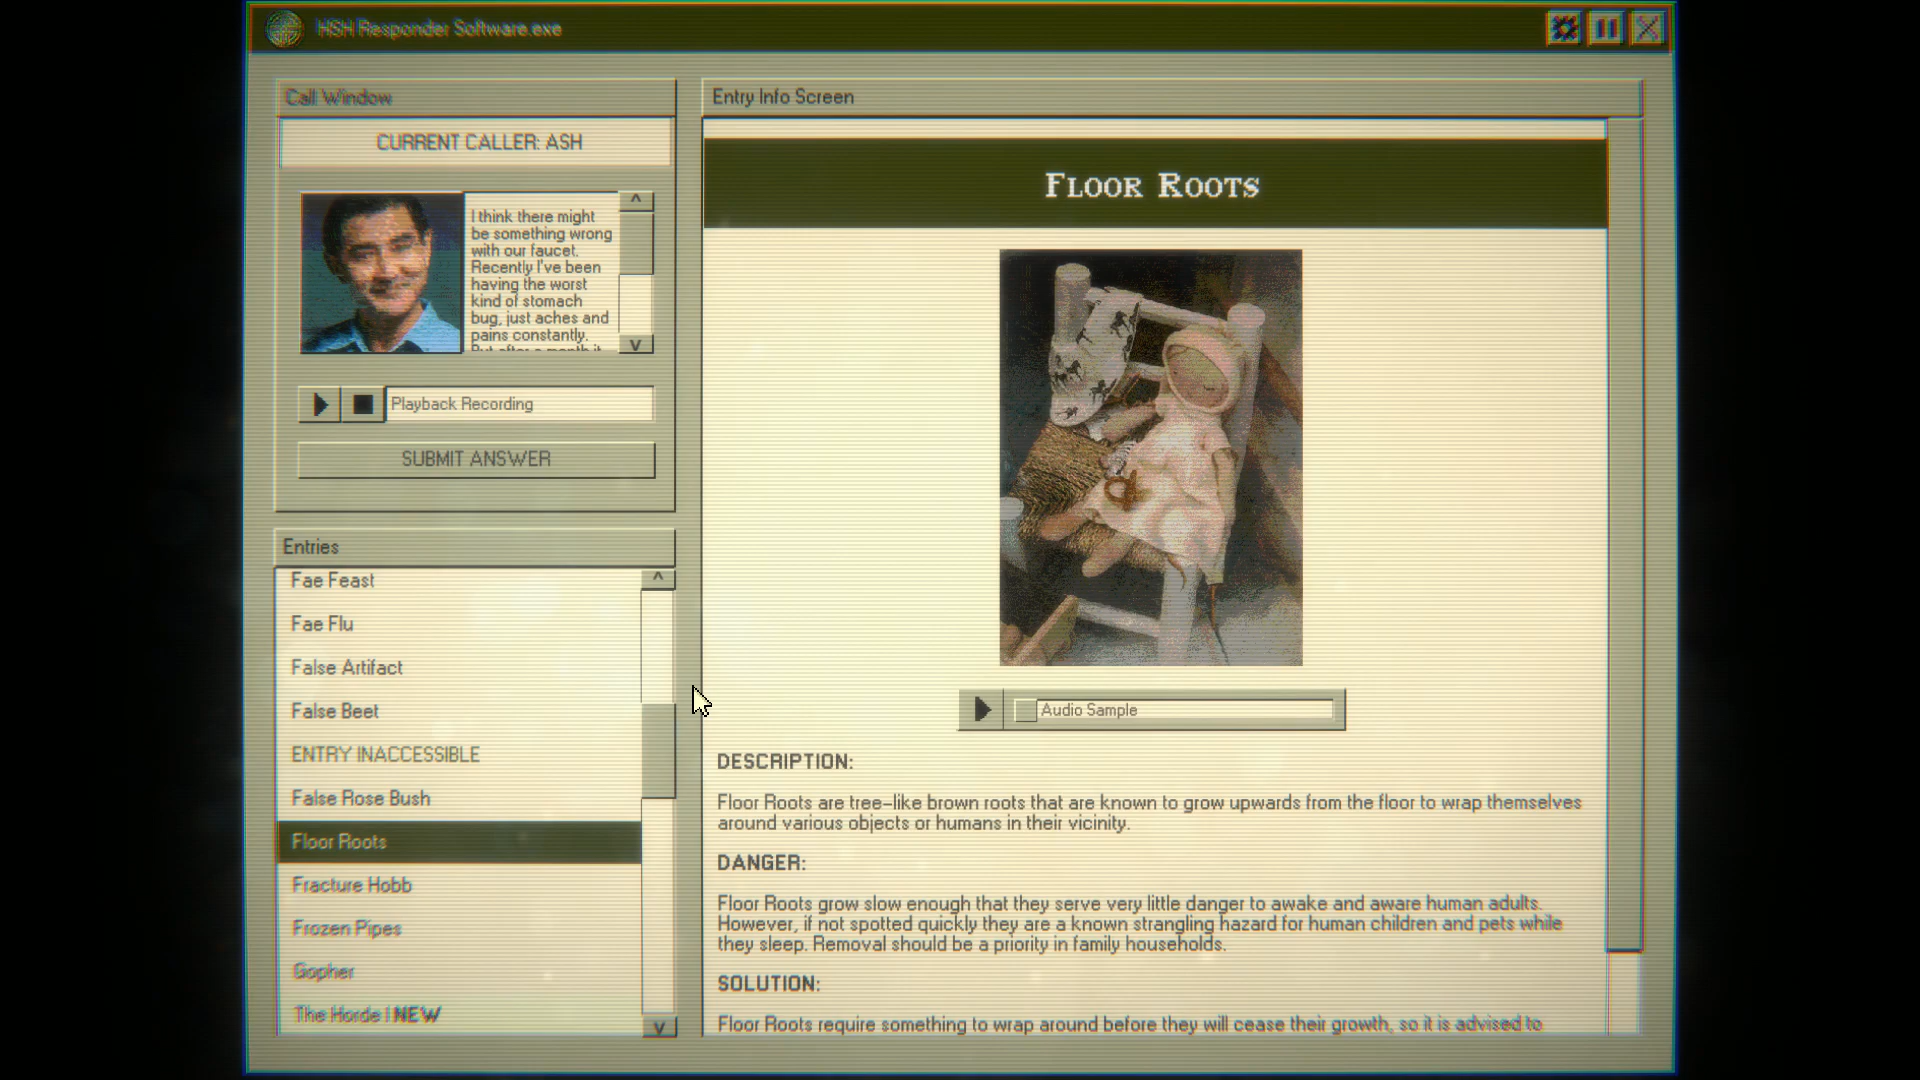 HSH Responder Software.exe
Call Window
CURRENT CALLER: ASH
I think there might
be something wrong
with our faucet.
Recently I've been
having the worst
kind of stomach
bug, just aches and
pains constantly.
But after a month it
Playback Recording
SUBMIT ANSWER
Entries
Fae Feast
Fae Flu
False Artifact
False Beet
ENTRY INACCESSIBLE
False Rose Bush
Floor Roots
Fracture Hobb
Frozen Pipes
Gopher
The Horde | NEW
Entry Info Screen
FLOOR ROOTS
Audio Sample
DESCRIPTION:
Floor Roots are tree-like brown roots that are known to grow upwards from the floor to wrap themselves
around various objects or humans in their vicinity.
DANGER:
Floor Roots grow slow enough that they serve very little danger to awake and aware human adults.
However, if not spotted quickly they are a known strangling hazard for human children and pets while
they sleep. Removal should be a priority in family households.
SOLUTION:
Floor Roots require something to wrap around before they will cease their growth, so it is advised to